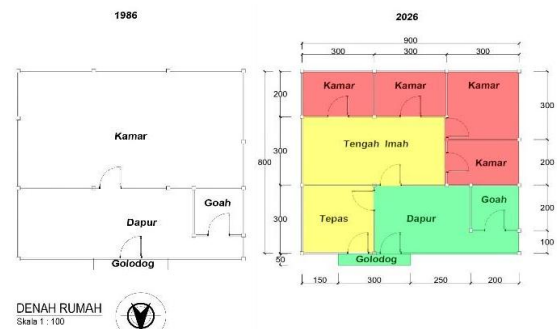 1986
2026
900
300 300 300
Kamar
Dapur
Goah
Golodog
800
200
300
300
50
Kamar Kamar Kamar
Tengah Imah
Kamar
Tepas
Dapur
Goah
Golodog
300
200
200
100
150 300 250 200
DENAH RUMAH
Skala 1 : 100